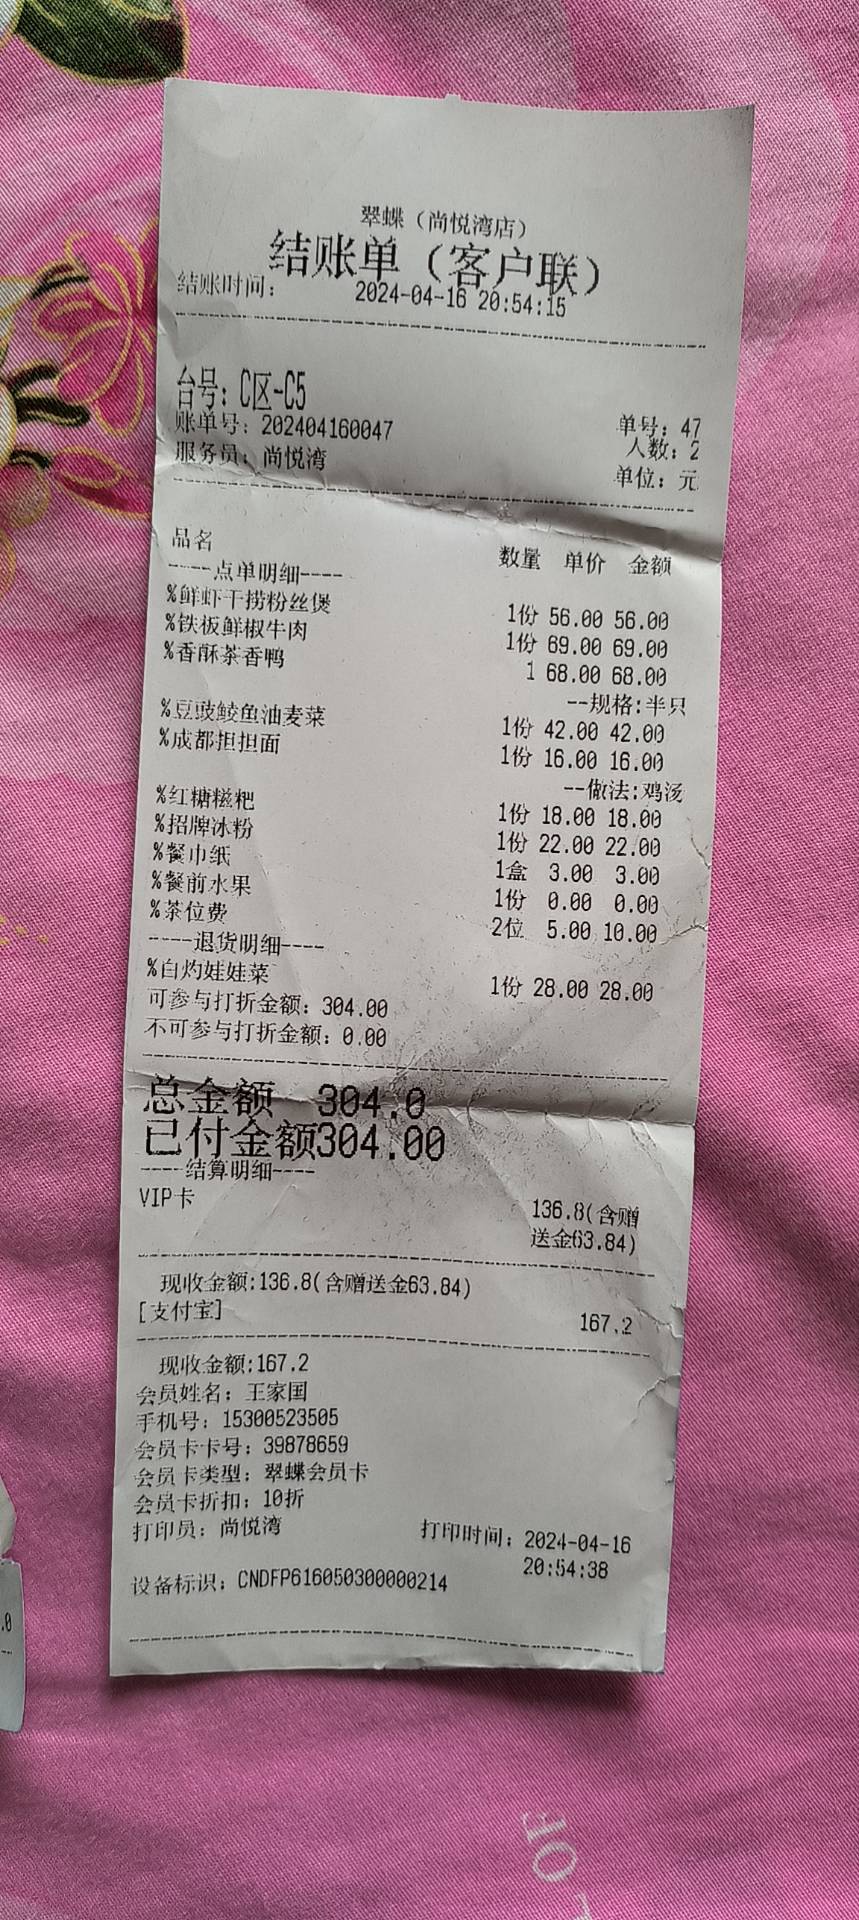 翠蝶（尚悦湾店）
结账单（客户联）
结账时间： 2024-04-16 20:54:15
台号：C区-C5
账单号：202404160047 单号：47
服务员：尚悦湾 人数：2
单位：元
品名 数量 单价 金额
----点单明细----
%鲜虾干捞粉丝煲 1份 56.00 56.00
%铁板鲜椒牛肉 1份 69.00 69.00
%香酥茶香鸭 1 68.00 68.00
--规格:半只
%豆豉鲮鱼油麦菜 1份 42.00 42.00
%成都担担面 1份 16.00 16.00
--做法:鸡汤
%红糖糍粑 1份 18.00 18.00
%招牌冰粉 1份 22.00 22.00
%餐巾纸 1盒 3.00 3.00
%餐前水果 1份 0.00 0.00
%茶位费 2位 5.00 10.00
----退货明细----
%白灼娃娃菜 1份 28.00 28.00
可参与打折金额：304.00
不可参与打折金额：0.00
总金额 304.0
已付金额304.00
----结算明细----
VIP卡 136.8(含赠
送金63.84)
现收金额:136.8(含赠送金63.84)
[支付宝] 167.2
现收金额:167.2
会员姓名：王家国
手机号：15300523505
会员卡卡号：39878659
会员卡类型：翠蝶会员卡
会员卡折扣：10折
打印员：尚悦湾 打印时间：2024-04-16
20:54:38
设备标识：CNDFP616050300000214
.0
OF